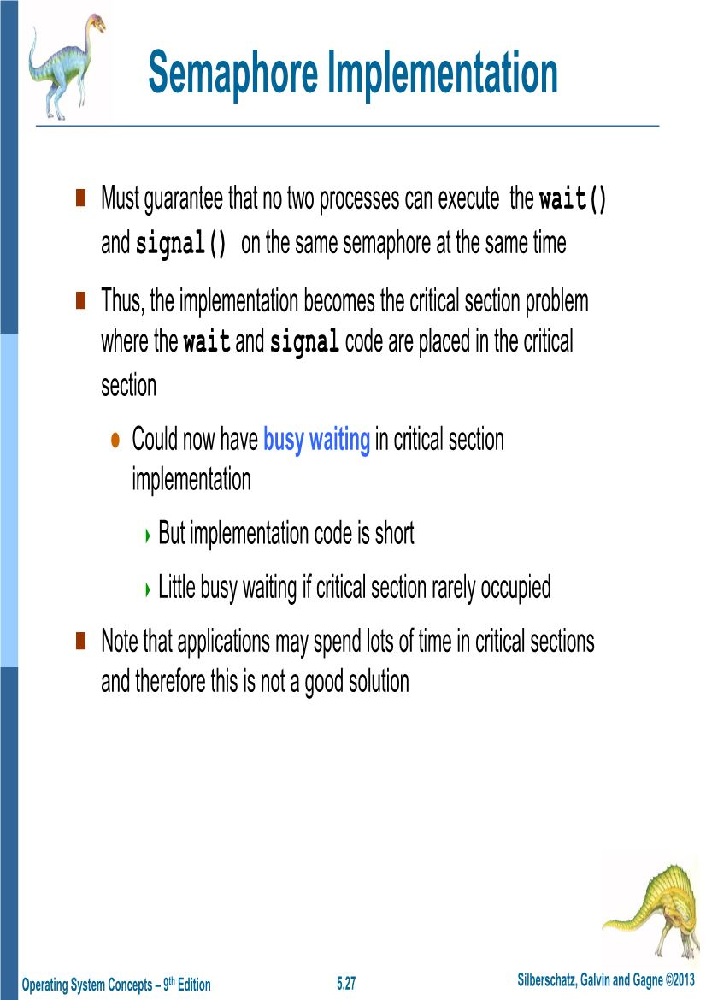 Semaphore Implementation
Must guarantee that no two processes can execute the wait()
and signal() on the same semaphore at the same time
Thus, the implementation becomes the critical section problem
where the wait and signal code are placed in the critical
section
Could now have busy waiting in critical section
implementation
But implementation code is short
Little busy waiting if critical section rarely occupied
Note that applications may spend lots of time in critical sections
and therefore this is not a good solution
Operating System Concepts – 9th Edition
5.27
Silberschatz, Galvin and Gagne ©2013